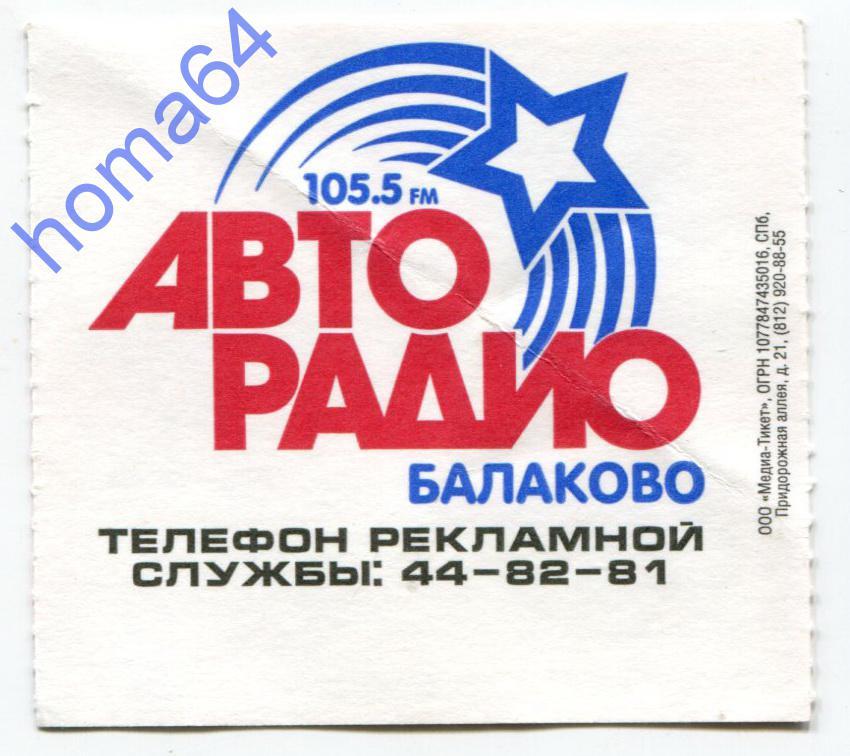 homa64
105.5 FM
АВТО
РАДИО
БАЛАКОВО
ТЕЛЕФОН РЕКЛАМНОЙ
СЛУЖБЫ: 44-82-81
ООО «Медиа-Тикет», ОГРН 1077847435016, СПб,
Придорожная аллея, д. 21, (812) 920-88-55